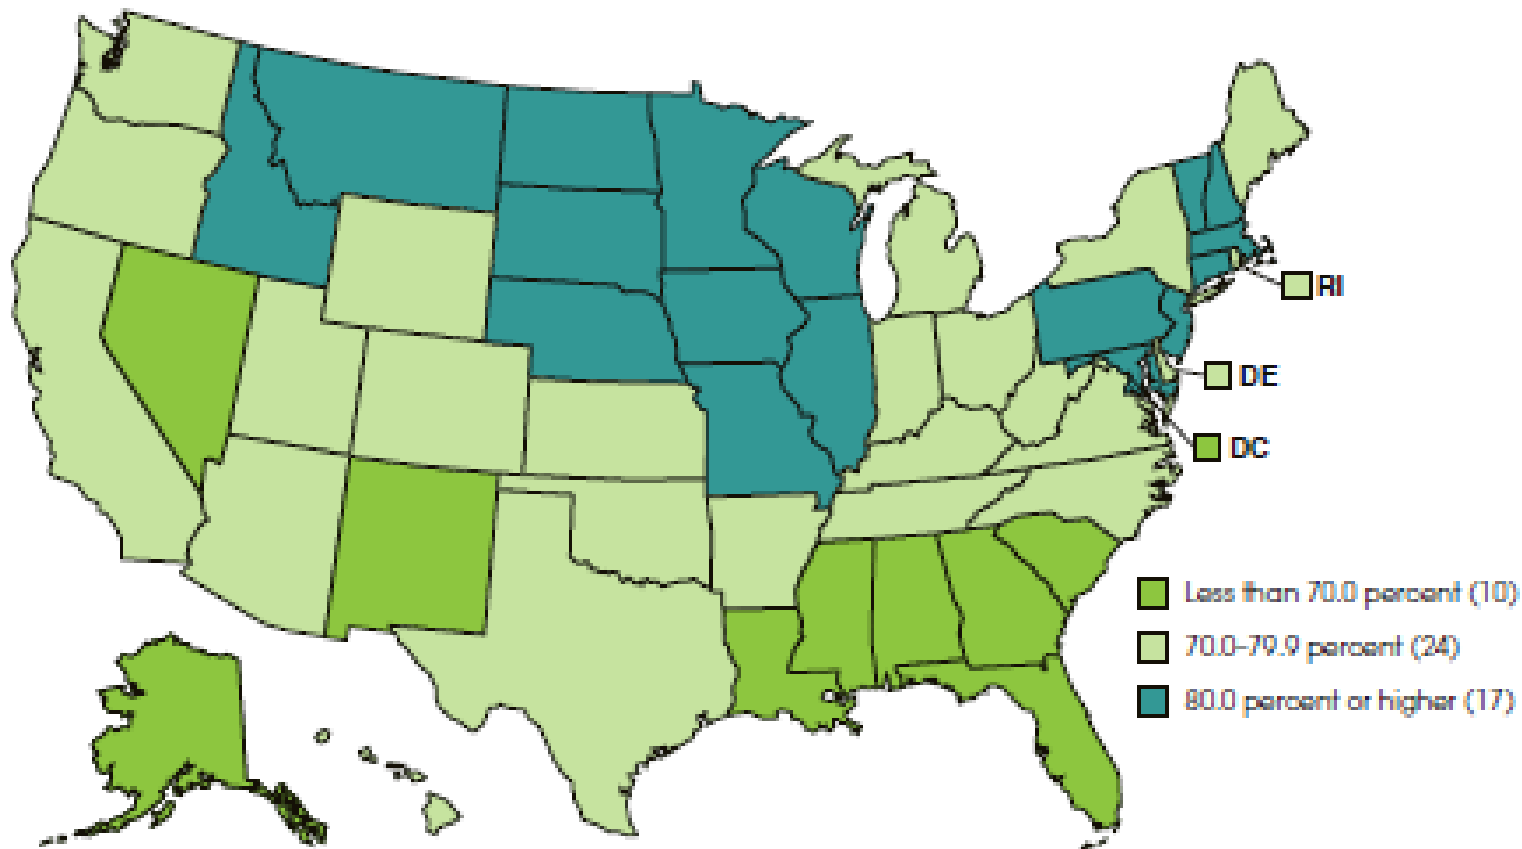 RI
DE
DC
Less than 70.0 percent (10)
70.0–79.9 percent (24)
80.0 percent or higher (17)